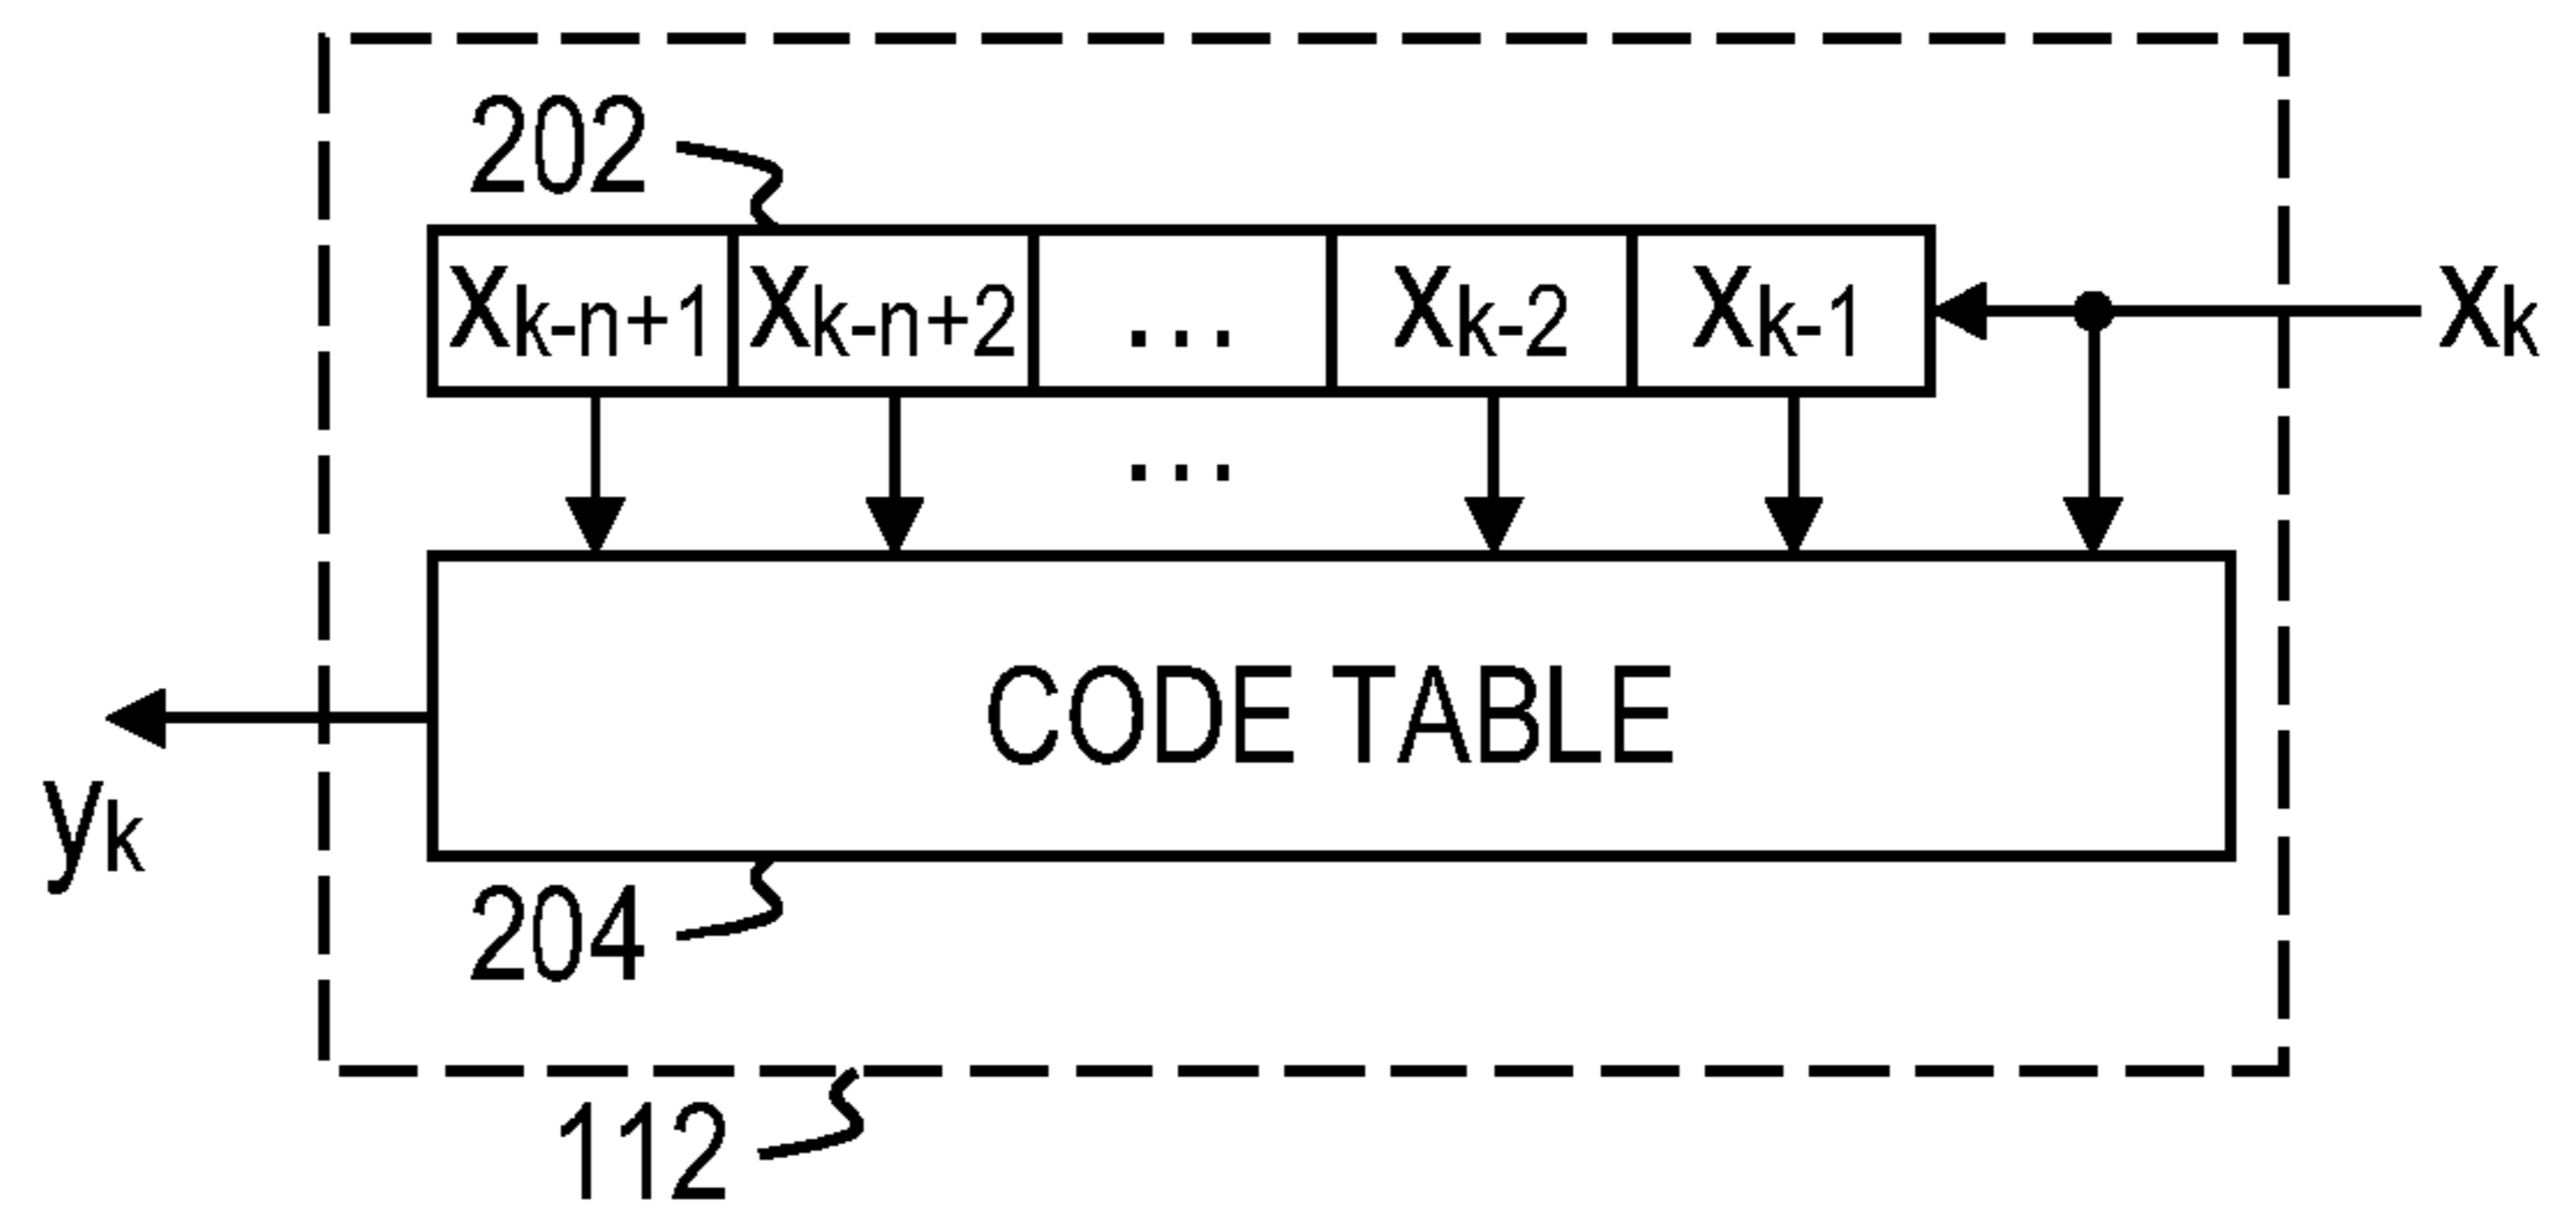 202
xk-n+1 xk-n+2 ... xk-2 xk-1 xk
...
CODE TABLE
yk
204
112